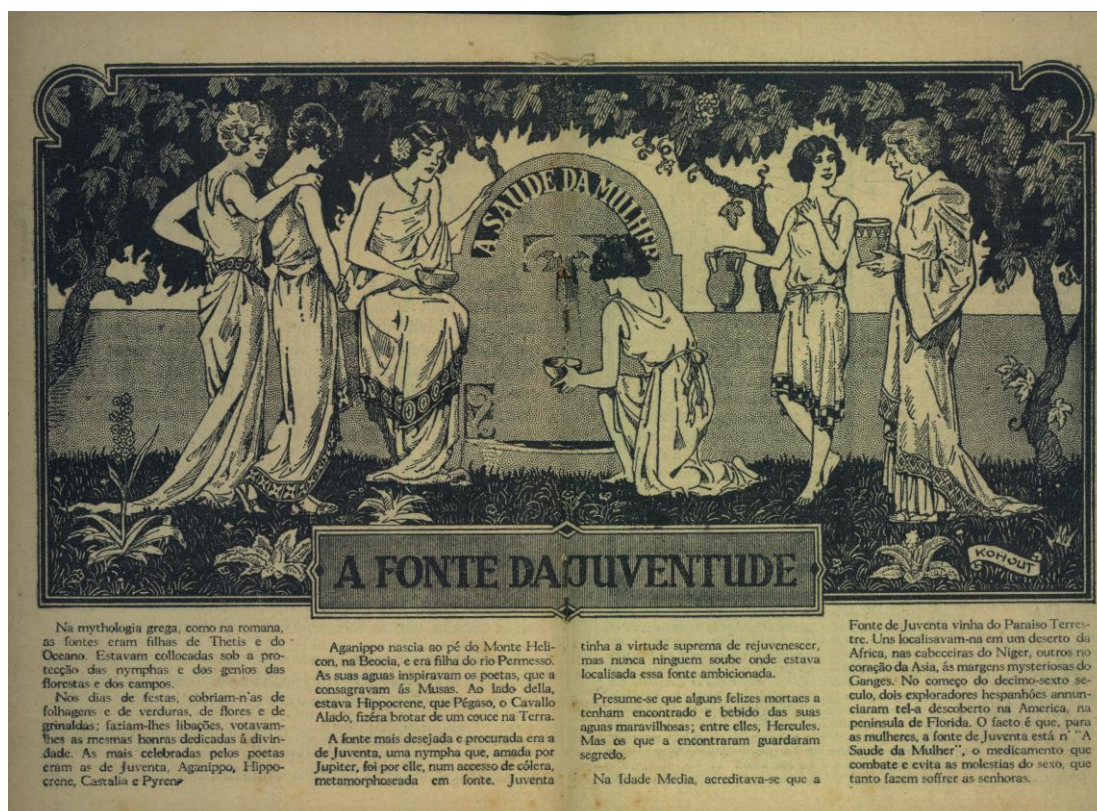 A SAUDE DA MULHER
A FONTE DA JUVENTUDE
KOHOUT
Na mythologia grega, como na romana,
as fontes eram filhas de Thetis e do
Oceano. Estavam collocadas sob a pro-
tecção das nymphas e dos genios das
florestas e dos campos.
Nos dias de festas, cobriam-n'as de
folhagens e de verduras, de flores e de
grinaldas; faziam-lhes libações, votavam-
lhes as mesmas honras dedicadas á divin-
dade. As mais celebradas pelos poetas
eram as de Juventa, Aganippo, Hippo-
crene, Castalia e Pyrene
Aganippo nascia ao pé do Monte Heli-
con, na Beocia, e era filha do rio Permesso.
As suas aguas inspiravam os poetas, que a
consagravam ás Musas. Ao lado della,
estava Hippocrene, que Pégaso, o Cavallo
Alado, fizéra brotar de um couce na Terra.
A fonte mais desejada e procurada era a
de Juventa, uma nympha que, amada por
Jupiter, foi por elle, num accesso de cólera,
metamorphoseada em fonte. Juventa
tinha a virtude suprema de rejuvenescer,
mas nunca ninguem soube onde estava
localisada essa fonte ambicionada.
Presume-se que alguns felizes mortaes a
tenham encontrado e bebido das suas
aguas maravilhosas; entre elles, Hercules.
Mas os que a encontraram guardaram
segredo.
Na Idade Media, acreditava-se que a
Fonte de Juventa vinha do Paraiso Terres-
tre. Uns localisavam-na em um deserto da
Africa, nas cabeceiras do Niger, outros no
coração da Asia, ás margens mysteriosas do
Ganges. No começo do decimo-sexto se-
culo, dois exploradores hespanhóes annun-
ciaram tel-a descoberto na America, na
peninsula de Florida. O facto é que, para
as mulheres, a fonte de Juventa está n' "A
Saude da Mulher", o medicamento que
combate e evita as molestias do sexo, que
tanto fazem soffrer as senhoras.